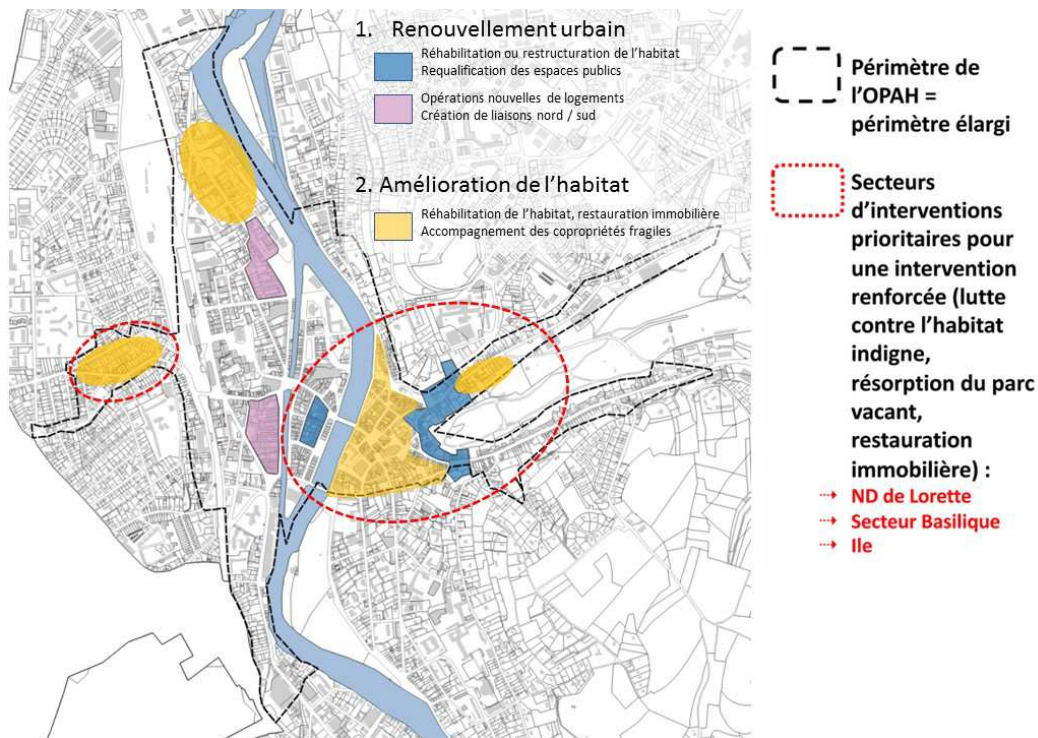 1. Renouvellement urbain
Réhabilitation ou restructuration de l’habitat
Requalification des espaces publics
Opérations nouvelles de logements
Création de liaisons nord / sud
2. Amélioration de l’habitat
Réhabilitation de l’habitat, restauration immobilière
Accompagnement des copropriétés fragiles
Périmètre de
l’OPAH =
périmètre élargi
Secteurs
d’interventions
prioritaires pour
une intervention
renforcée (lutte
contre l’habitat
indigne,
résorption du parc
vacant,
restauration
immobilière) :
⇢ ND de Lorette
⇢ Secteur Basilique
⇢ Ile